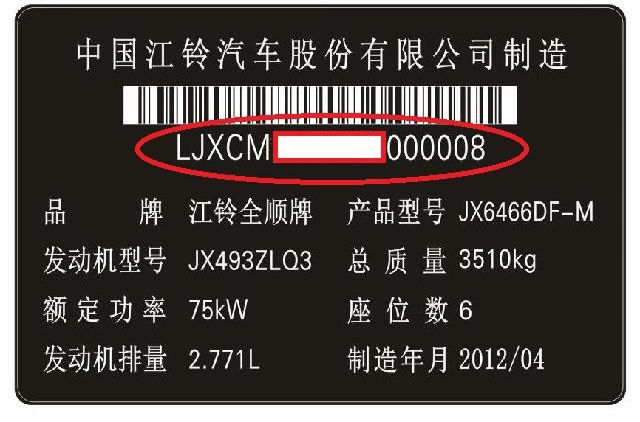 中国江铃汽车股份有限公司制造
LJXCM 000008
品牌 江铃全顺牌 产品型号 JX6466DF-M
发动机型号 JX493ZLQ3 总质量 3510kg
额定功率 75kW 座位数 6
发动机排量 2.771L 制造年月 2012/04